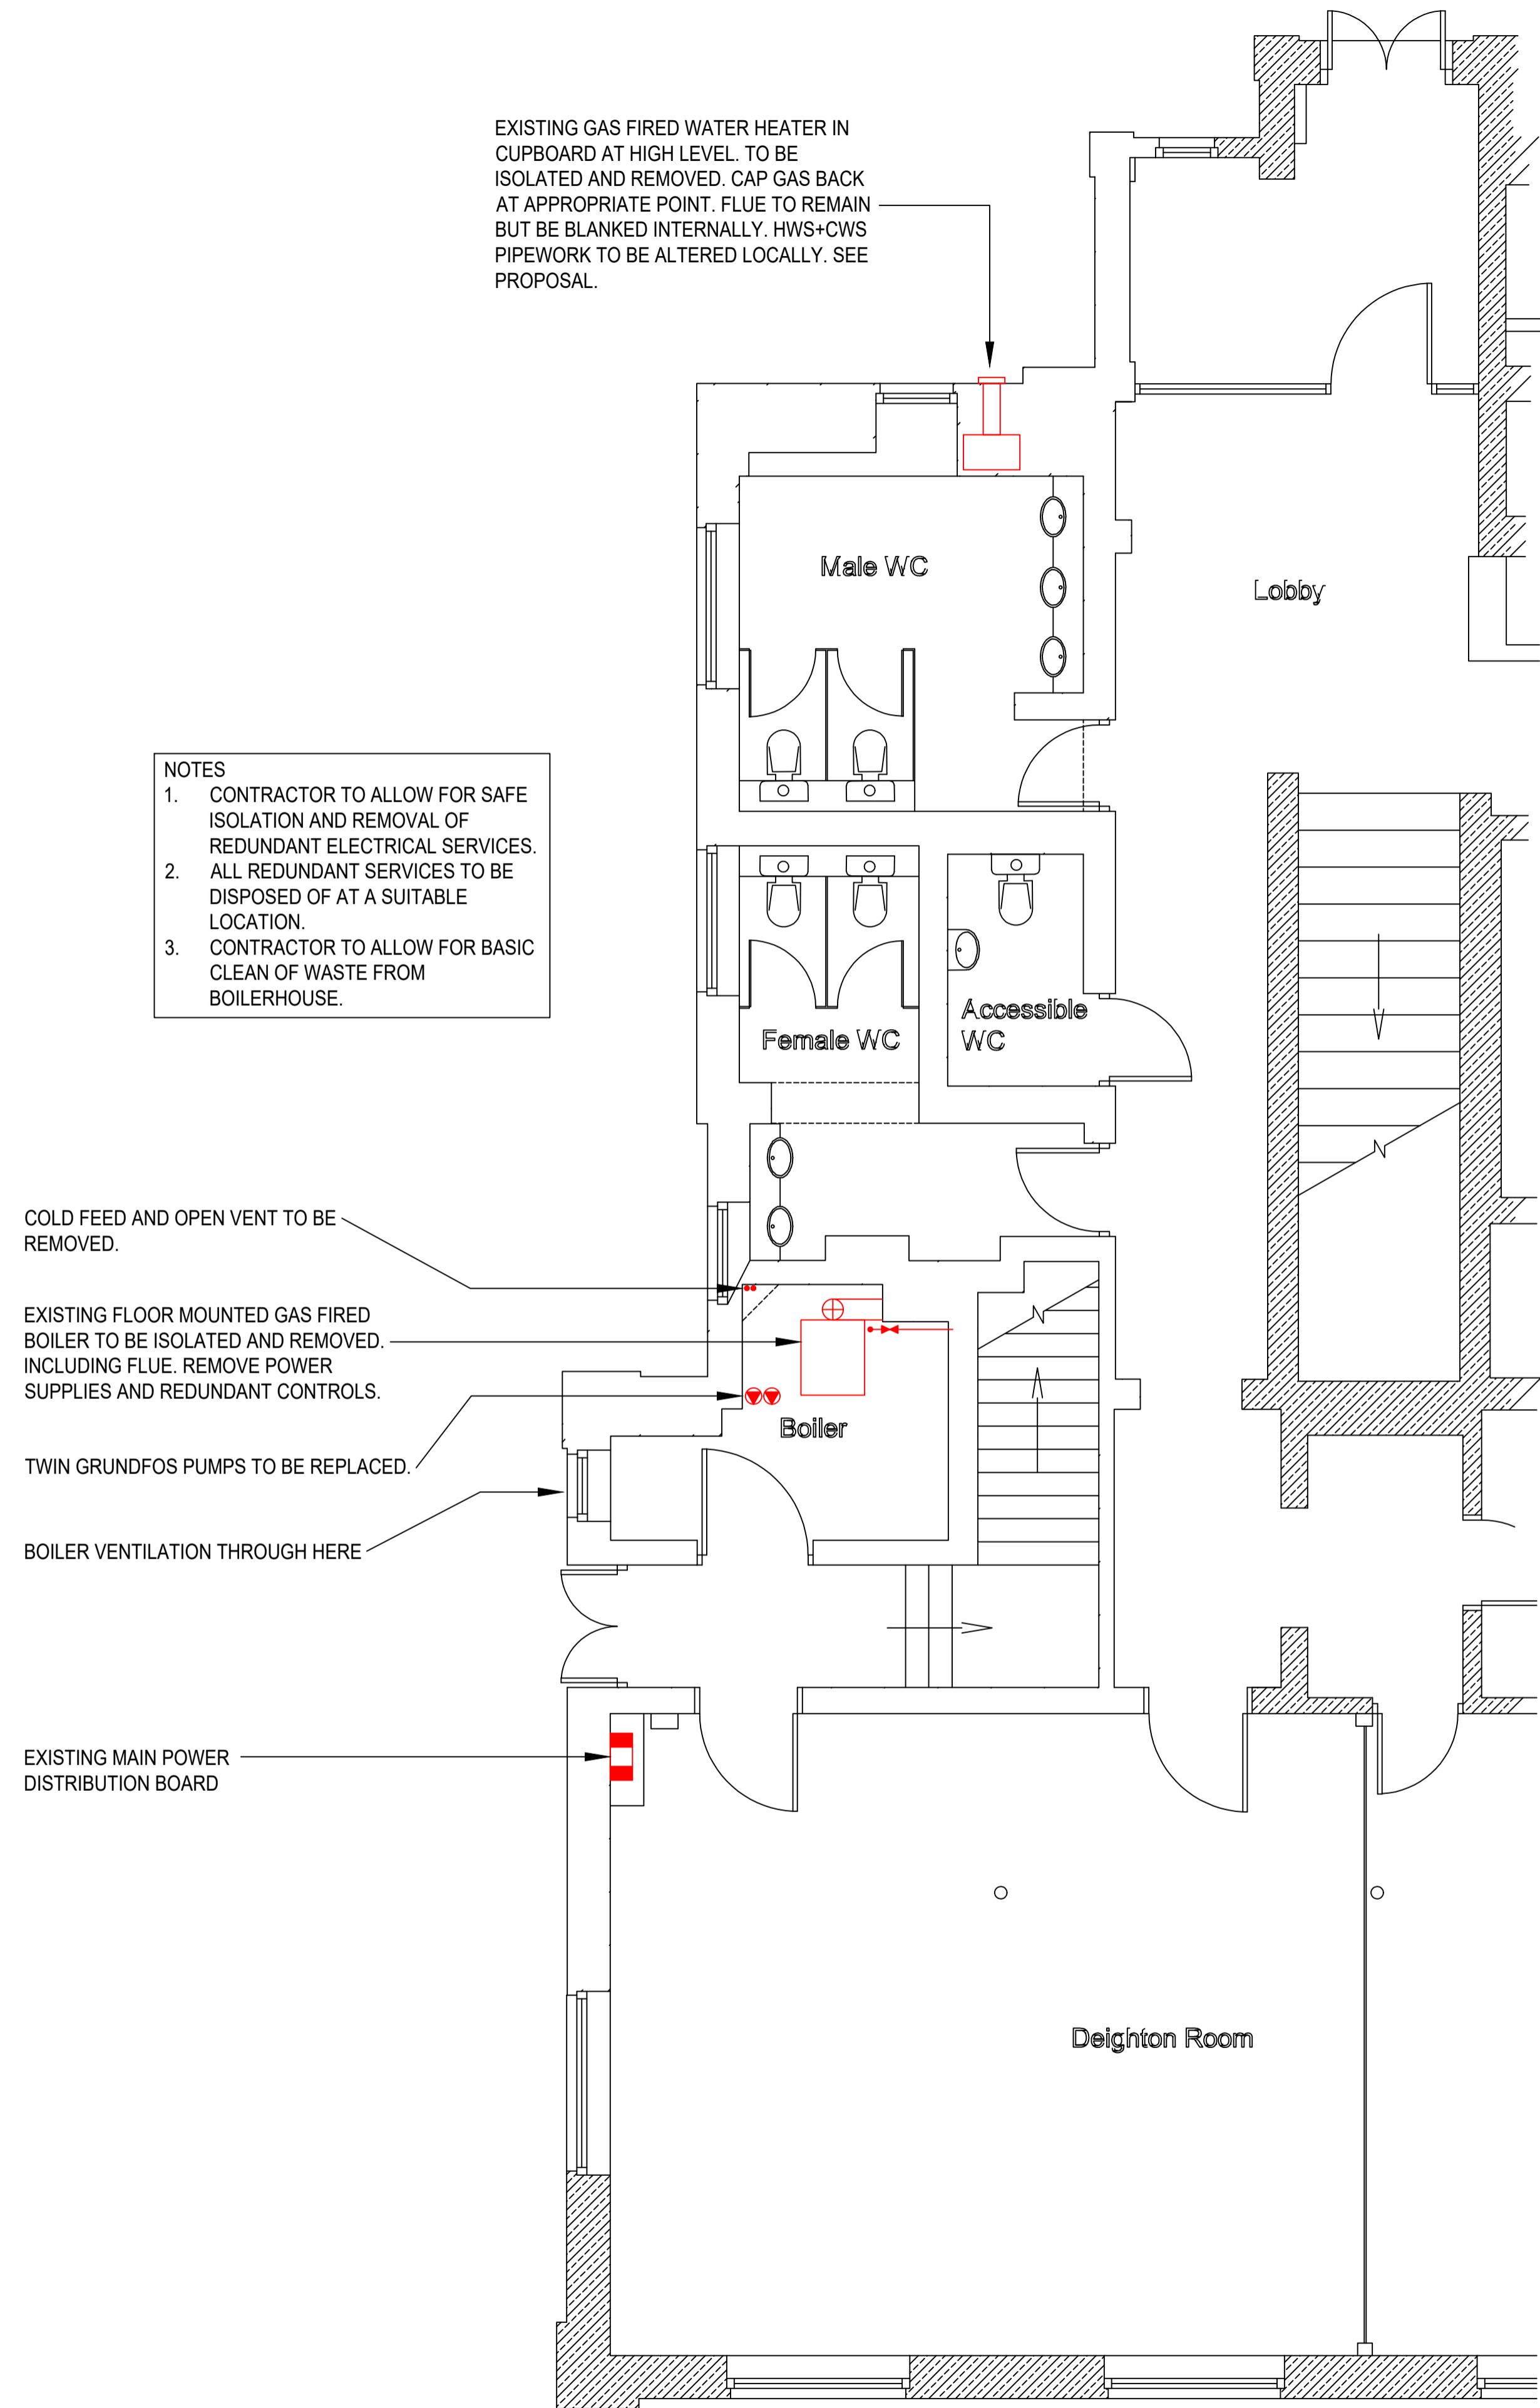 EXISTING GAS FIRED WATER HEATER IN
CUPBOARD AT HIGH LEVEL. TO BE
ISOLATED AND REMOVED. CAP GAS BACK
AT APPROPRIATE POINT. FLUE TO REMAIN
BUT BE BLANKED INTERNALLY. HWS+CWS
PIPEWORK TO BE ALTERED LOCALLY. SEE
PROPOSAL.
Male WC
Lobby
NOTES
1. CONTRACTOR TO ALLOW FOR SAFE
ISOLATION AND REMOVAL OF
REDUNDANT ELECTRICAL SERVICES.
2. ALL REDUNDANT SERVICES TO BE
DISPOSED OF AT A SUITABLE
LOCATION.
3. CONTRACTOR TO ALLOW FOR BASIC
CLEAN OF WASTE FROM
BOILERHOUSE.
Accessible
WC
Female WC
COLD FEED AND OPEN VENT TO BE
REMOVED.
EXISTING FLOOR MOUNTED GAS FIRED
BOILER TO BE ISOLATED AND REMOVED.
INCLUDING FLUE. REMOVE POWER
SUPPLIES AND REDUNDANT CONTROLS.
Boiler
TWIN GRUNDFOS PUMPS TO BE REPLACED.
BOILER VENTILATION THROUGH HERE
EXISTING MAIN POWER
DISTRIBUTION BOARD
Deighton Room